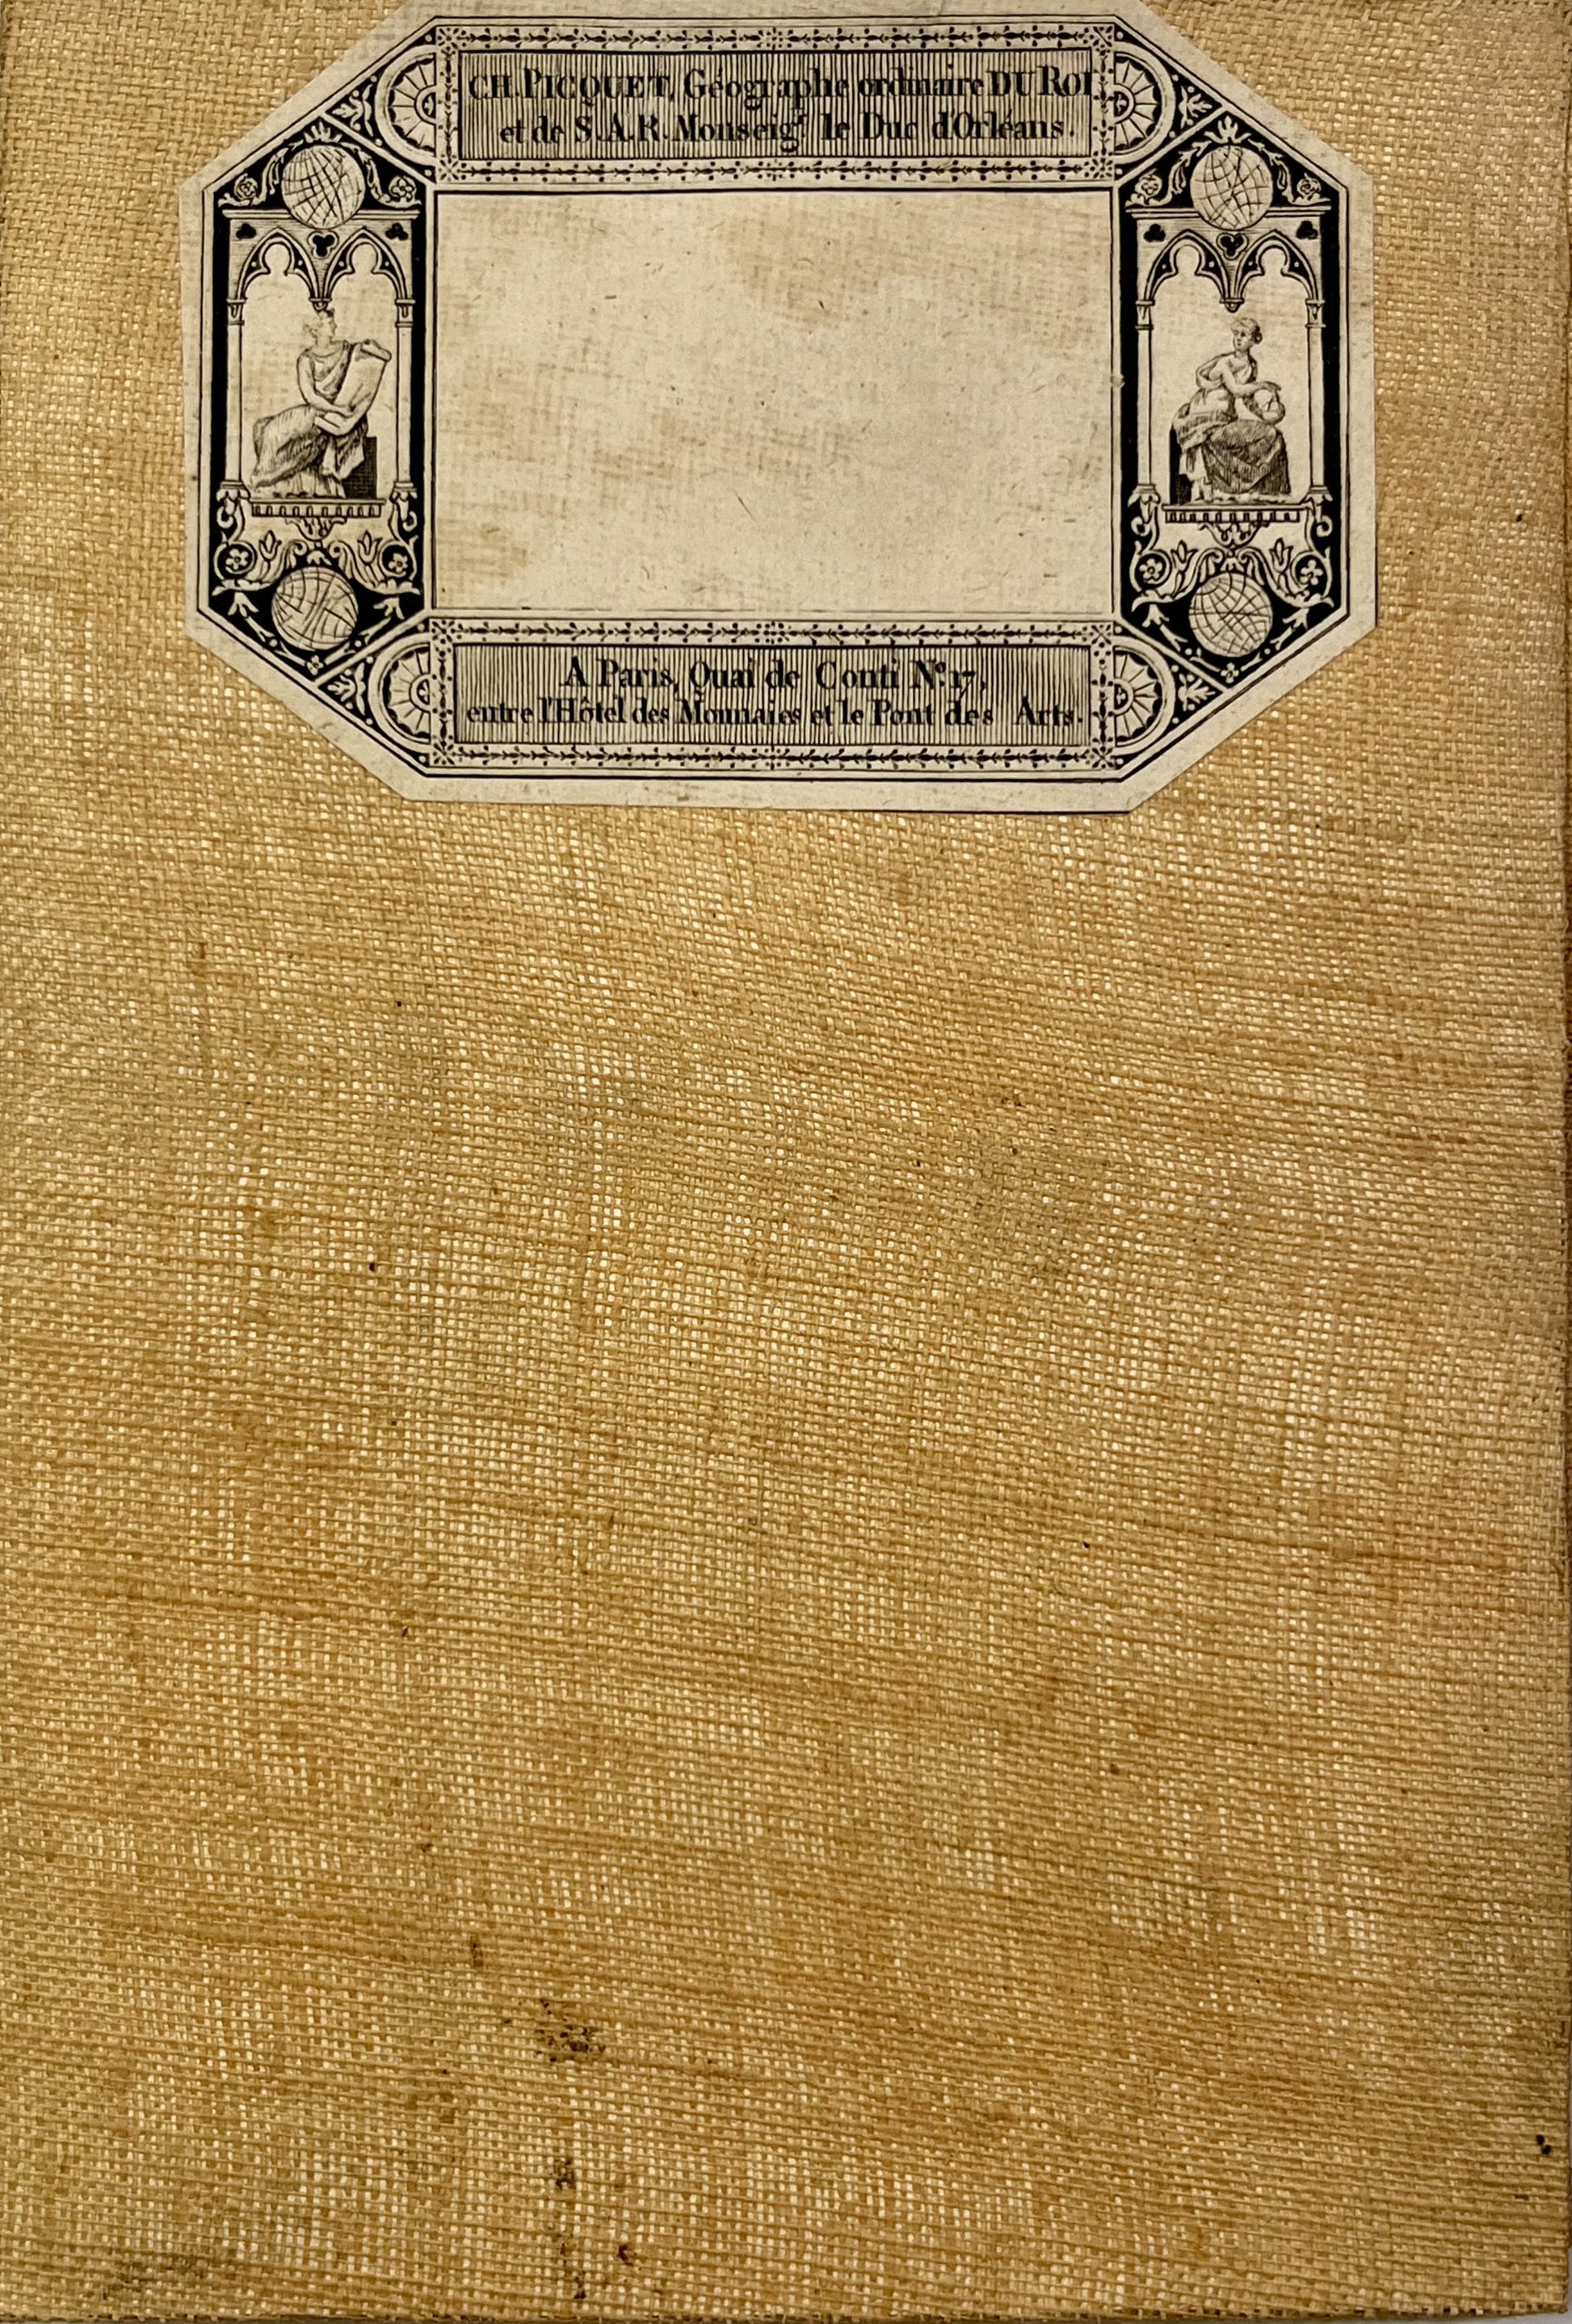 CH. PICQUET, Géographe ordinaire DU ROI
et de S.A.R. Monseigr. le Duc d'Orléans.
A Paris, Quai de Conti No. 17,
entre l'Hôtel des Monnaies et le Pont des Arts.